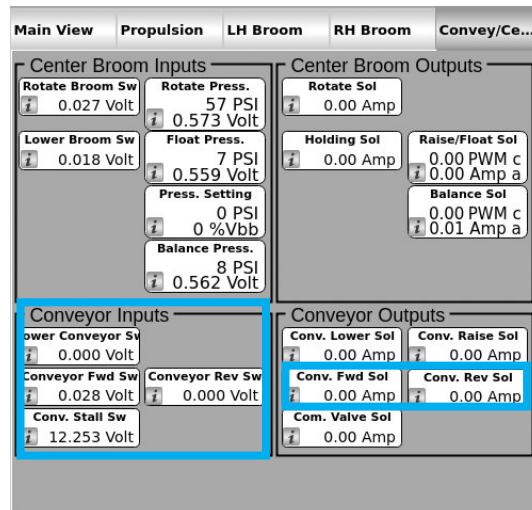 Main View Propulsion LH Broom RH Broom Convey/Ce...
Center Broom Inputs
Rotate Broom Sw
i 0.027 Volt
Rotate Press.
57 PSI
i 0.573 Volt
Lower Broom Sw
i 0.018 Volt
Float Press.
7 PSI
i 0.559 Volt
Press. Setting
0 PSI
i 0 %Vbb
Balance Press.
8 PSI
i 0.562 Volt
Center Broom Outputs
Rotate Sol
i 0.00 Amp
Holding Sol
i 0.00 Amp
Raise/Float Sol
0.00 PWM c
i 0.00 Amp a
Balance Sol
0.00 PWM c
i 0.01 Amp a
Conveyor Inputs
ower Conveyor Sw
i 0.000 Volt
Conveyor Fwd Sw
i 0.028 Volt
Conveyor Rev Sw
i 0.000 Volt
Conv. Stall Sw
i 12.253 Volt
Conveyor Outputs
Conv. Lower Sol
i 0.00 Amp
Conv. Raise Sol
i 0.00 Amp
Conv. Fwd Sol
i 0.00 Amp
Conv. Rev Sol
i 0.00 Amp
Com. Valve Sol
i 0.00 Amp